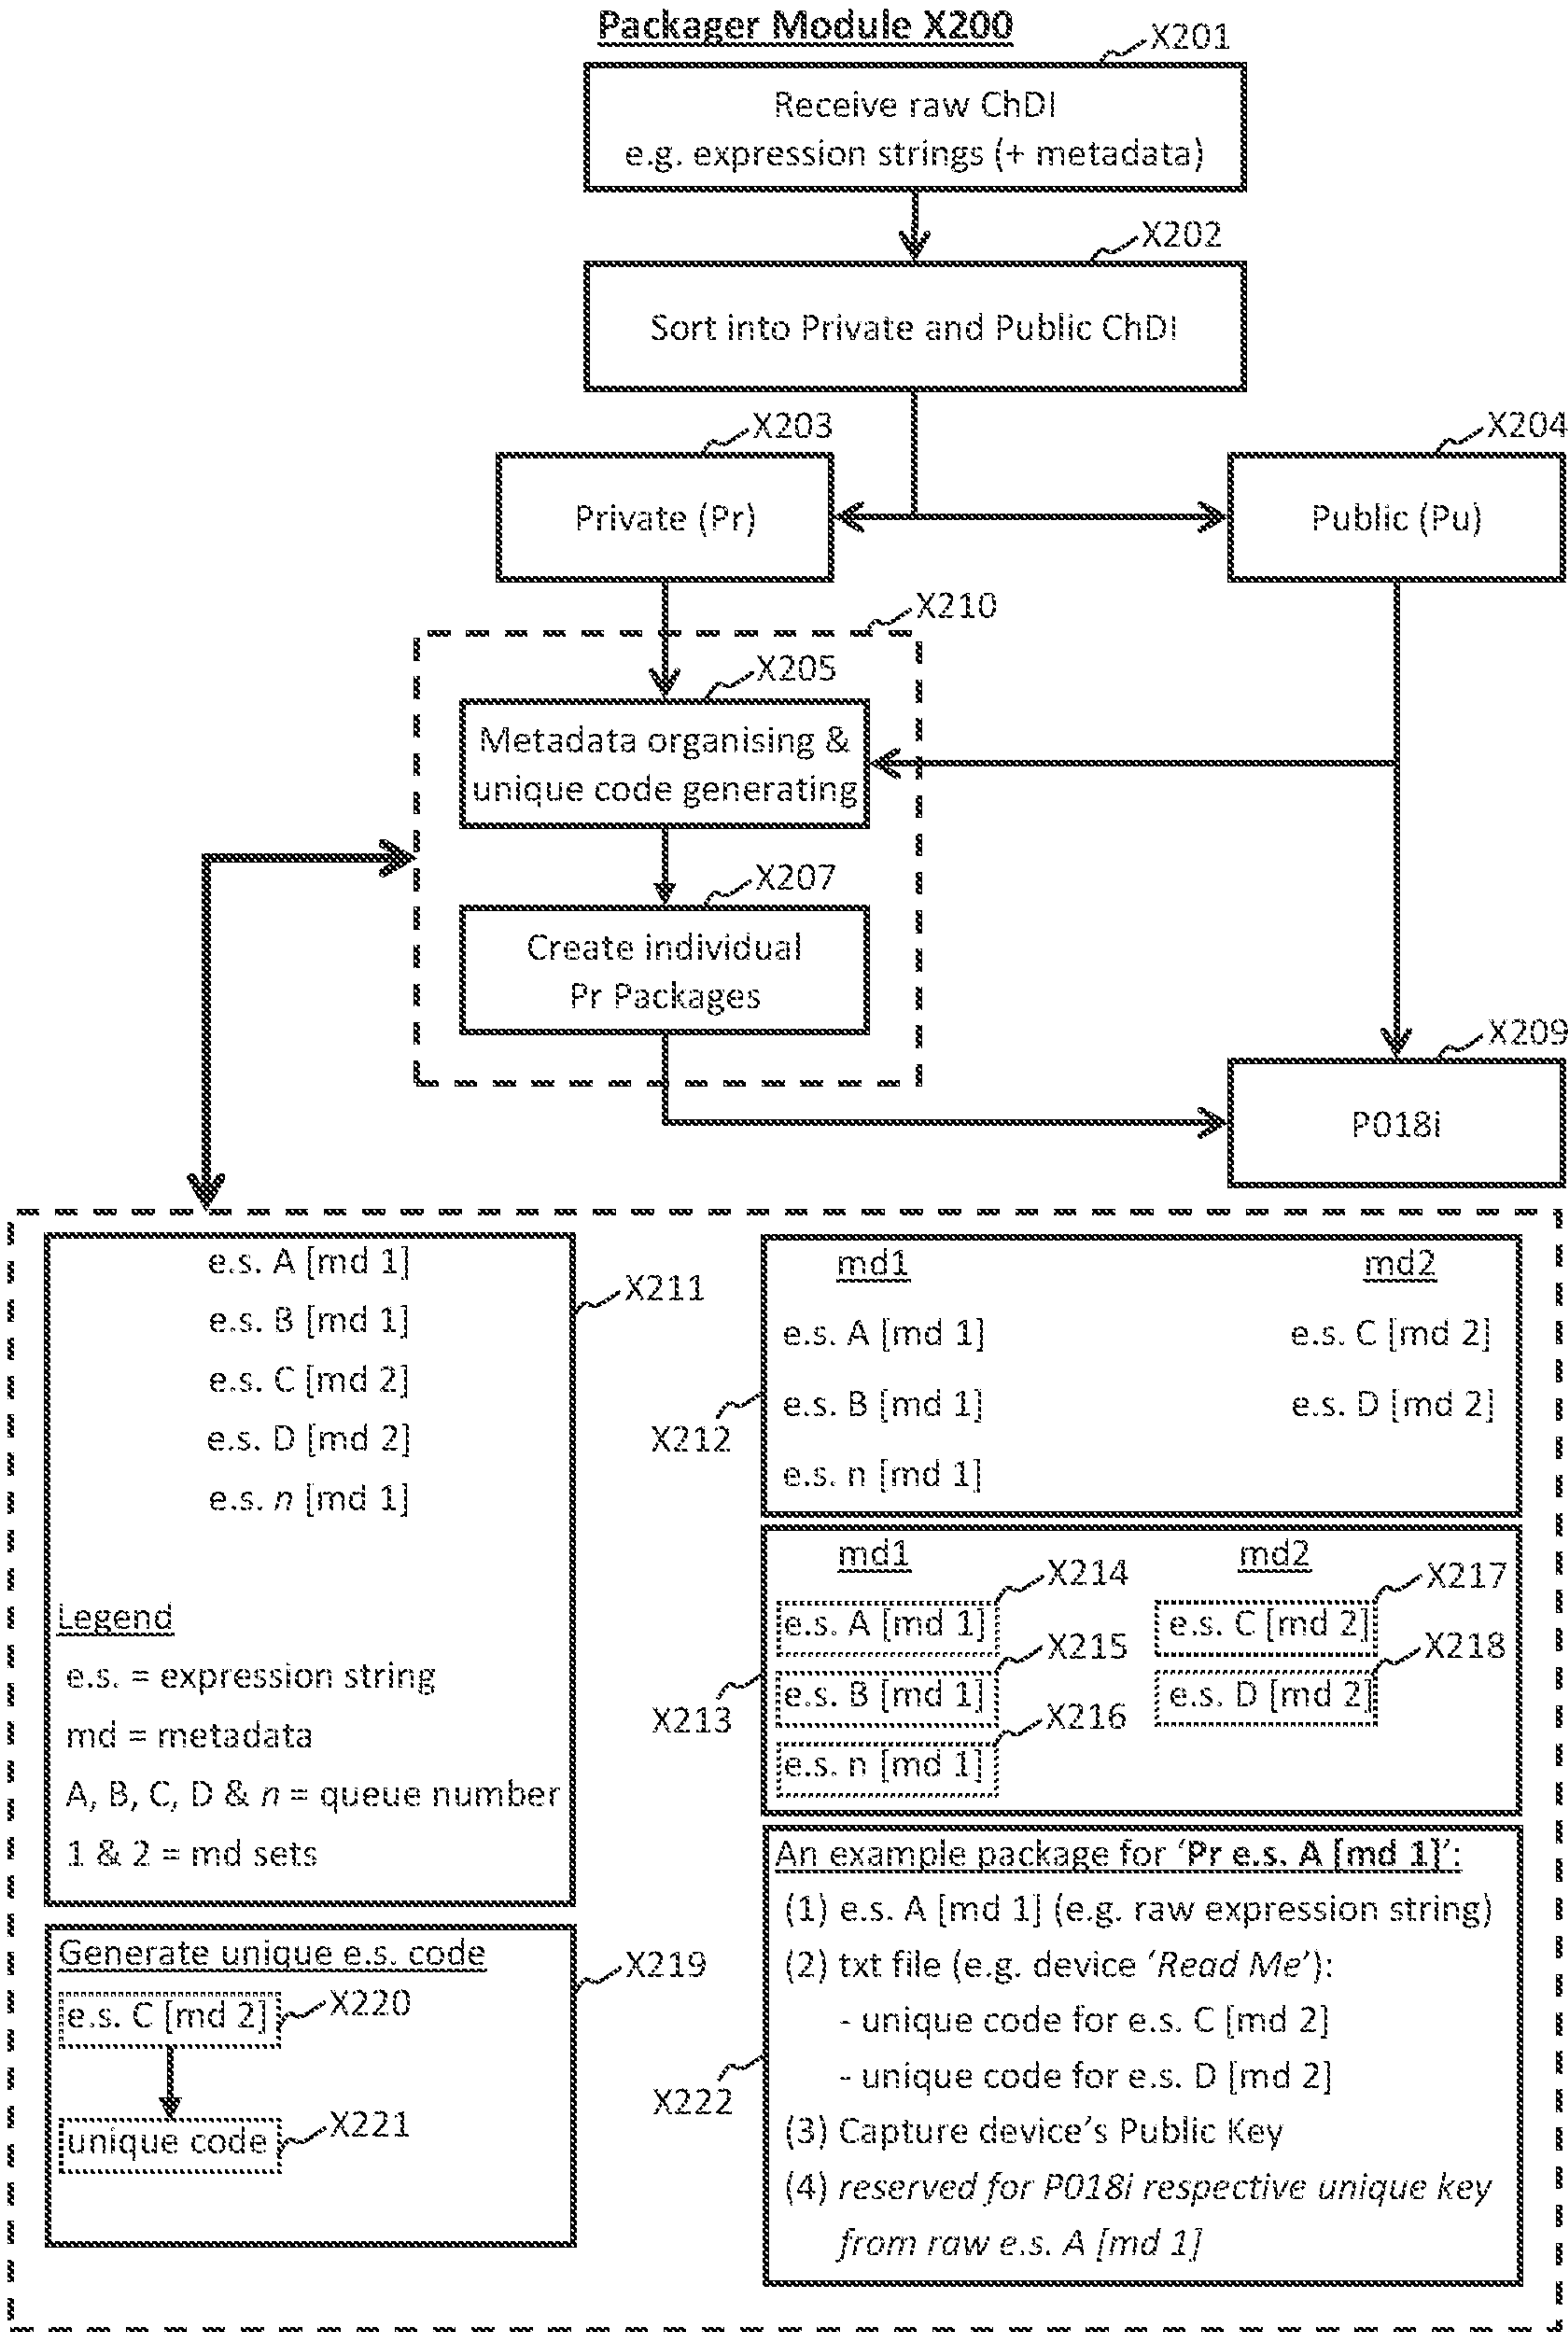 Packager Module X200
X201
Receive raw ChDI
e.g. expression strings (+ metadata)
X202
Sort into Private and Public ChDI
X203
X204
Private (Pr)
Public (Pu)
X210
X205
Metadata organising &
unique code generating
X207
Create individual
Pr Packages
X209
P018i
e.s. A [md 1]
e.s. B [md 1]
e.s. C [md 2]
e.s. D [md 2]
e.s. n [md 1]
X211
Legend
e.s. = expression string
md = metadata
A, B, C, D & n = queue number
1 & 2 = md sets
md1
md2
e.s. A [md 1]
e.s. C [md 2]
e.s. B [md 1]
e.s. D [md 2]
e.s. n [md 1]
X212
md1
md2
X214
X217
e.s. A [md 1]
e.s. C [md 2]
X215
X218
e.s. B [md 1]
e.s. D [md 2]
X213
X216
e.s. n [md 1]
Generate unique e.s. code
X219
e.s. C [md 2]
X220
unique code
X221
An example package for ‘Pr e.s. A [md 1]’:
(1) e.s. A [md 1] (e.g. raw expression string)
(2) txt file (e.g. device ‘Read Me’):
- unique code for e.s. C [md 2]
- unique code for e.s. D [md 2]
X222
(3) Capture device’s Public Key
(4) reserved for P018i respective unique key
from raw e.s. A [md 1]